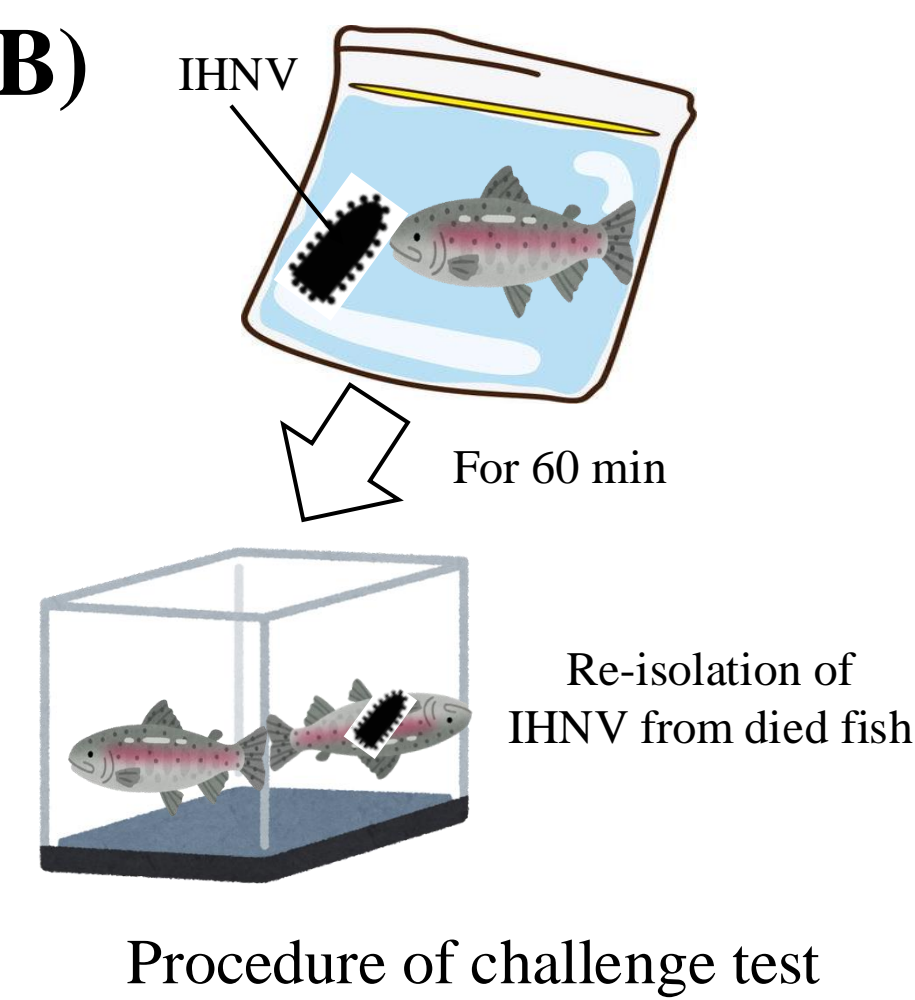 B)
IHNV
For 60 min
Re-isolation of
IHNV from died fish
Procedure of challenge test